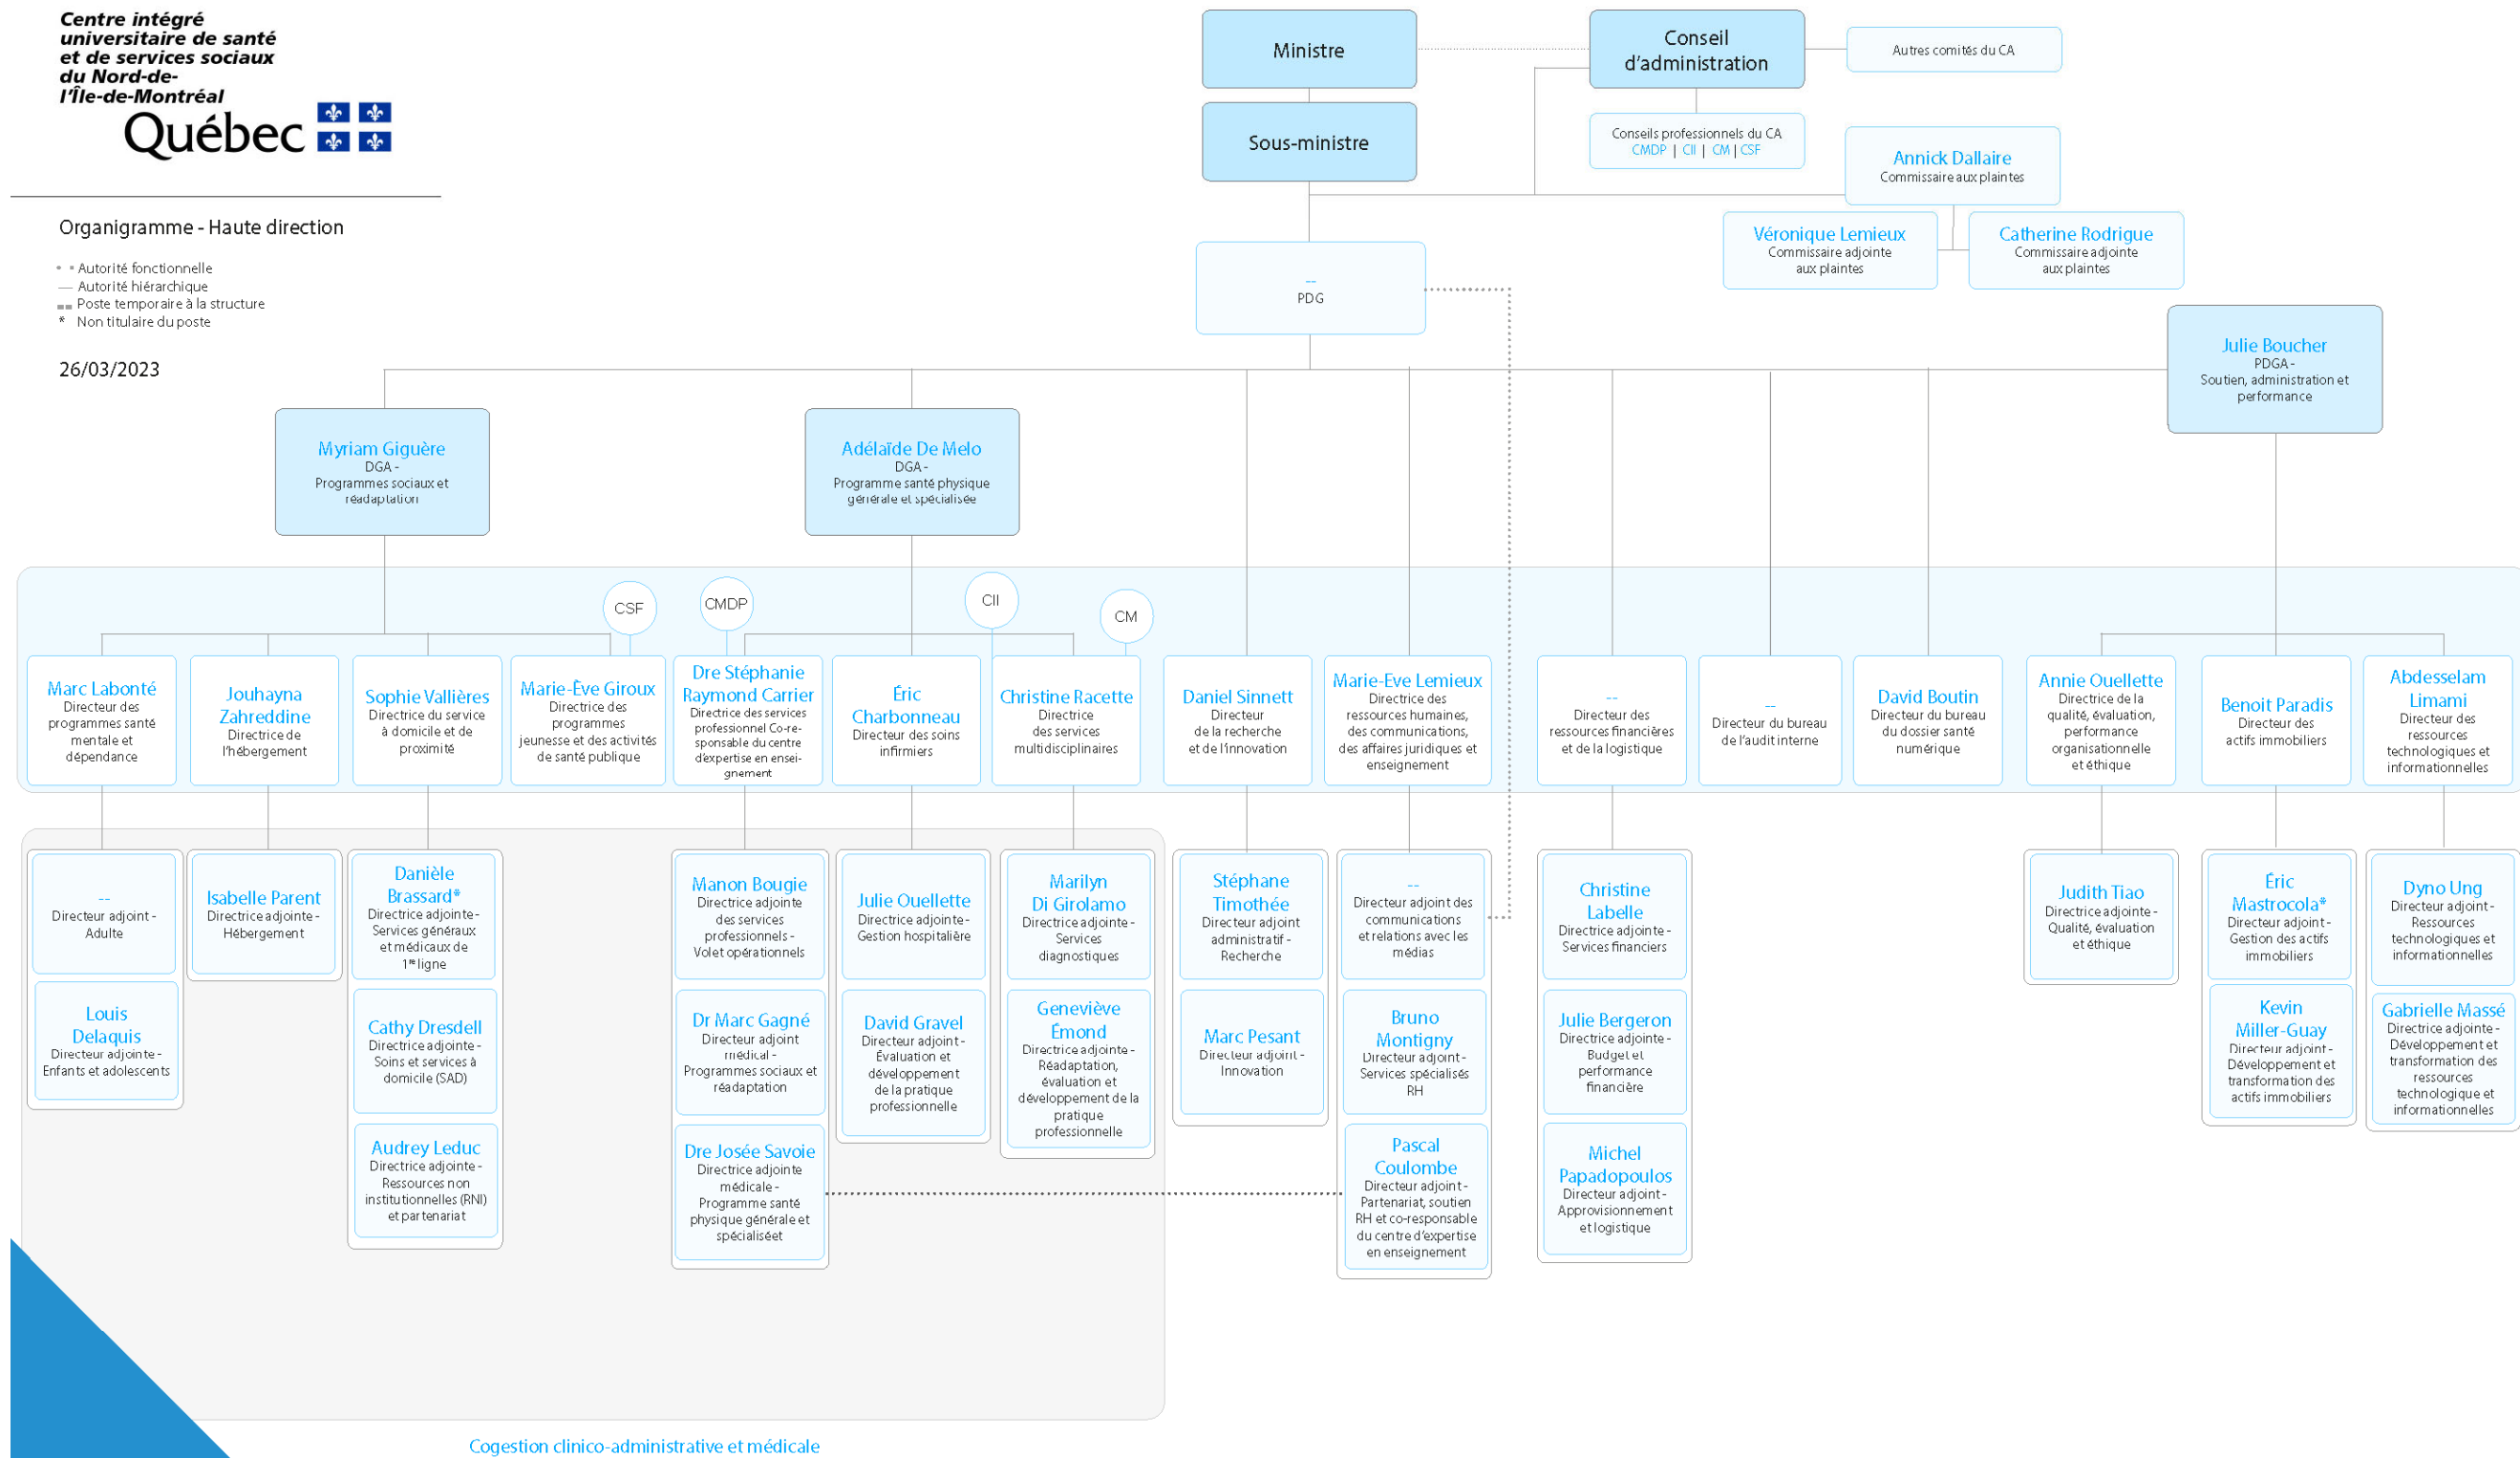 Centre intégré
universitaire de santé
et de services sociaux
du Nord-de-
l'Île-de-Montréal
Québec
Organigramme - Haute direction
Autorité fonctionnelle
Autorité hiérarchique
Poste temporaire à la structure
* Non titulaire du poste
26/03/2023
Ministre
Conseil
d'administration
Autres comités du CA
Sous-ministre
Conseils professionnels du CA
CMDP | CII | CM | CSF
Annick Dallaire
Commissaire aux plaintes
Véronique Lemieux
Commissaire adjointe
aux plaintes
Catherine Rodrigue
Commissaire adjointe
aux plaintes
--
PDG
Julie Boucher
PDGA -
Soutien, administration et
performance
Myriam Giguère
DGA -
Programmes sociaux et
réadaptation
Adélaïde De Melo
DGA -
Programme santé physique
générale et spécialisée
CSF
CMDP
CII
CM
Marc Labonté
Directeur des
programmes santé
mentale et
dépendance
Jouhayna
Zahreddine
Directrice de
l'hébergement
Sophie Vallières
Directrice du service
à domicile et de
proximité
Marie-Ève Giroux
Directrice des
programmes
jeunesse et des activités
de santé publique
Dre Stéphanie
Raymond Carrier
Directrice des services
professionnel Co-re-
sponsable du centre
d'expertise en ensei-
gnement
Éric
Charbonneau
Directeur des soins
infirmiers
Christine Racette
Directrice
des services
multidisciplinaires
Daniel Sinnett
Directeur
de la recherche
et de l'innovation
Marie-Eve Lemieux
Directrice des
ressources humaines,
des communications,
des affaires juridiques et
enseignement
--
Directeur des
ressources financières
et de la logistique
--
Directeur du bureau
de l'audit interne
David Boutin
Directeur du bureau
du dossier santé
numérique
Annie Ouellette
Directrice de la
qualité, évaluation,
performance
organisationnelle
et éthique
Benoit Paradis
Directeur des
actifs immobiliers
Abdesselam
Limami
Directeur des
ressources
technologiques et
informationnelles
--
Directeur adjoint -
Adulte
Louis
Delaquis
Directeur adjointe -
Enfants et adolescents
Isabelle Parent
Directrice adjointe -
Hébergement
Danièle
Brassard*
Directrice adjointe -
Services généraux
et médicaux de
1re ligne
Cathy Dresdell
Directrice adjointe -
Soins et services à
domicile (SAD)
Audrey Leduc
Directrice adjointe -
Ressources non
institutionnelles (RNI)
et partenariat
Manon Bougie
Directrice adjointe
des services
professionnels -
Volet opérationnels
Dr Marc Gagné
Directeur adjoint
médical -
Programmes sociaux et
réadaptation
Dre Josée Savoie
Directrice adjointe
médicale -
Programme santé
physique générale et
spécialiséet
Julie Ouellette
Directrice adjointe -
Gestion hospitalière
David Gravel
Directeur adjoint -
Évaluation et
développement
de la pratique
professionnelle
Marilyn
Di Girolamo
Directrice adjointe -
Services
diagnostiques
Geneviève
Émond
Directrice adjointe -
Réadaptation,
évaluation et
développement de la
pratique
professionnelle
Stéphane
Timothée
Directeur adjoint
administratif -
Recherche
Marc Pesant
Directeur adjoint -
Innovation
--
Directeur adjoint des
communications
et relations avec les
médias
Bruno
Montigny
Directeur adjoint -
Services spécialisés
RH
Pascal
Coulombe
Directeur adjoint -
Partenariat, soutien
RH et co-responsable
du centre d'expertise
en enseignement
Christine
Labelle
Directrice adjointe -
Services financiers
Julie Bergeron
Directrice adjointe -
Budget et
performance
financière
Michel
Papadopoulos
Directeur adjoint -
Approvisionnement
et logistique
Judith Tiao
Directrice adjointe -
Qualité, évaluation
et éthique
Éric
Mastrocola*
Directeur adjoint -
Gestion des actifs
immobiliers
Kevin
Miller-Guay
Directeur adjoint -
Développement et
transformation des
actifs immobiliers
Dyno Ung
Directeur adjoint -
Ressources
technologiques et
informationnelles
Gabrielle Massé
Directrice adjointe -
Développement et
transformation des
ressources
technologique et
informationnelles
Cogestion clinico-administrative et médicale